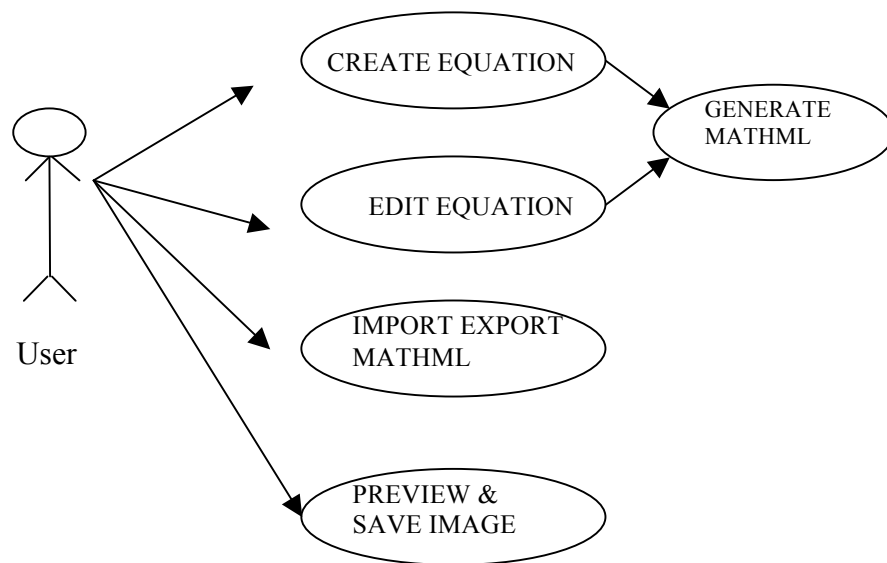 CREATE EQUATION
GENERATE
MATHML
EDIT EQUATION
IMPORT EXPORT
MATHML
User
PREVIEW &
SAVE IMAGE